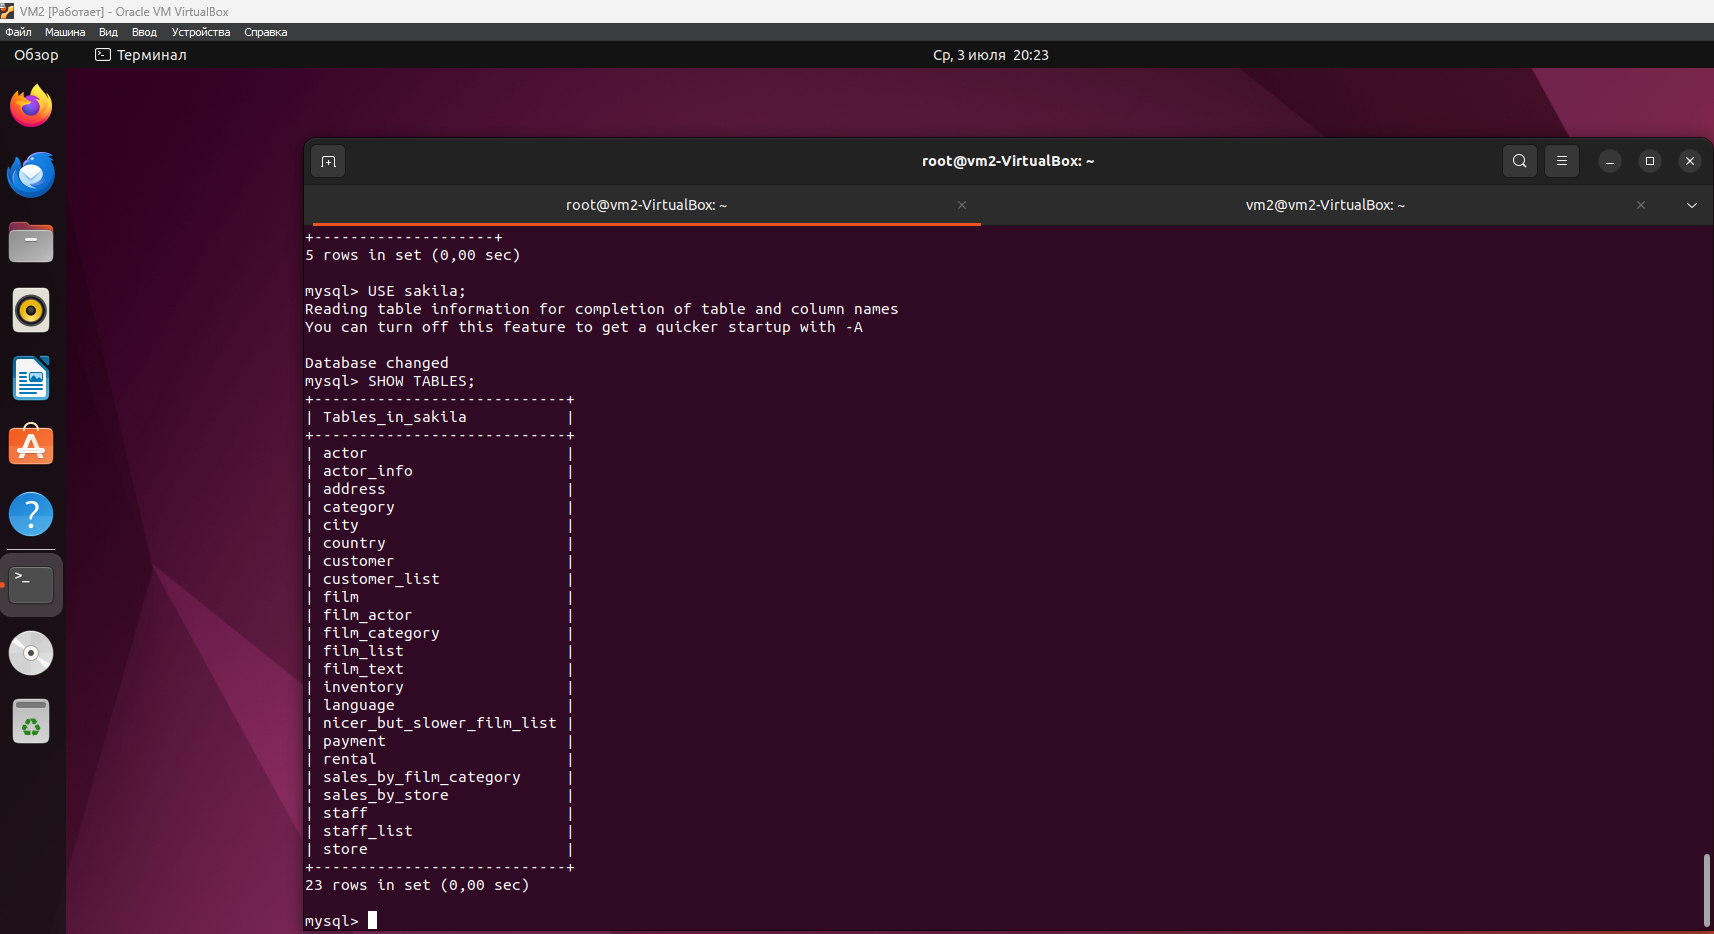 VM2 [Работает] - Oracle VM VirtualBox
Файл Машина Вид Ввод Устройства Справка
Обзор Терминал Ср, 3 июля 20:23
root@vm2-VirtualBox: ~
root@vm2-VirtualBox: ~ vm2@vm2-VirtualBox: ~
+--------------------+
5 rows in set (0,00 sec)
mysql> USE sakila;
Reading table information for completion of table and column names
You can turn off this feature to get a quicker startup with -A
Database changed
mysql> SHOW TABLES;
+----------------------------+
| Tables_in_sakila           |
+----------------------------+
| actor                      |
| actor_info                 |
| address                    |
| category                   |
| city                       |
| country                    |
| customer                   |
| customer_list              |
| film                       |
| film_actor                 |
| film_category              |
| film_list                  |
| film_text                  |
| inventory                  |
| language                   |
| nicer_but_slower_film_list |
| payment                    |
| rental                     |
| sales_by_film_category     |
| sales_by_store             |
| staff                      |
| staff_list                 |
| store                      |
+----------------------------+
23 rows in set (0,00 sec)
mysql>